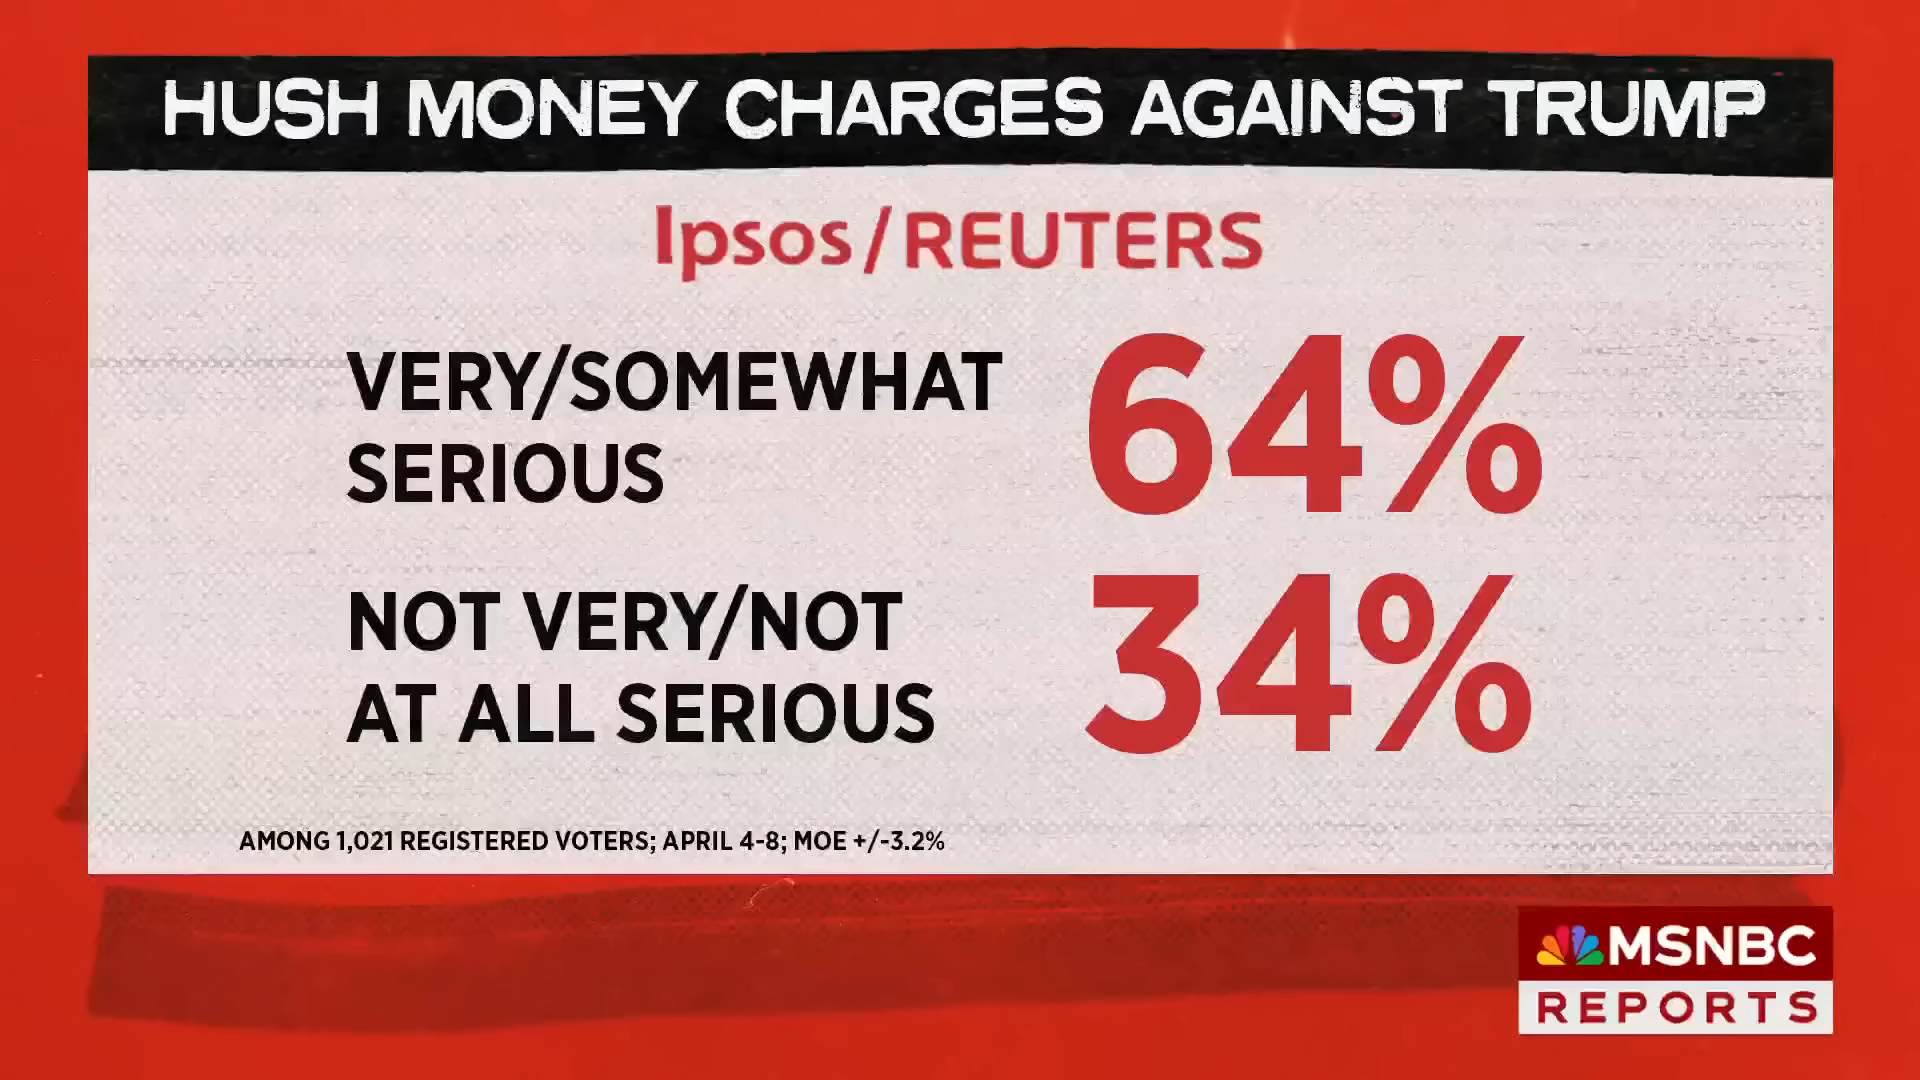 HUSH MONEY CHARGES AGAINST TRUMP
Ipsos/REUTERS
VERY/SOMEWHAT
SERIOUS
64%
NOT VERY/NOT
AT ALL SERIOUS
34%
AMONG 1,021 REGISTERED VOTERS; APRIL 4-8; MOE +/-3.2%
MSNBC
REPORTS